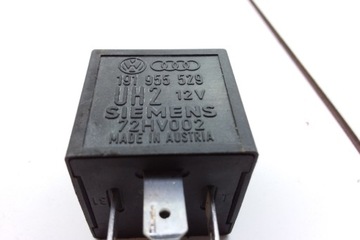 191 955 529
UH2 12V
SIEMENS
72HV002
MADE IN AUSTRIA